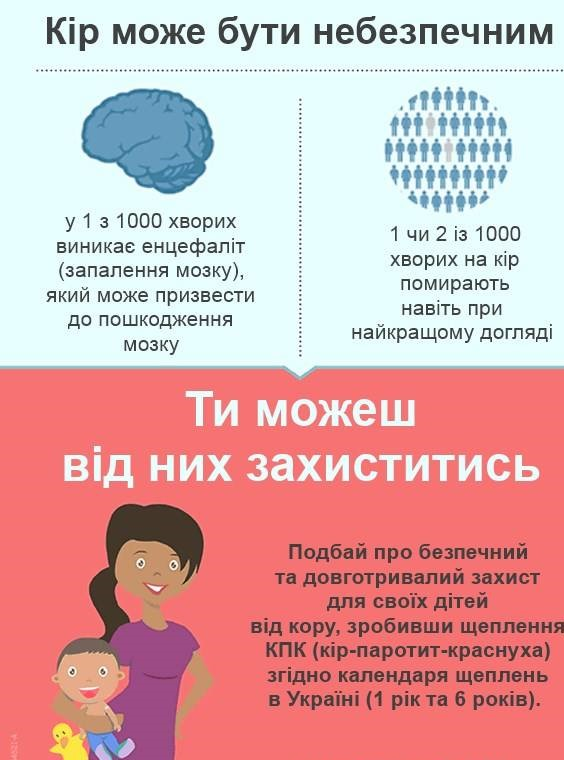 Кір може бути небезпечним
у 1 з 1000 хворих
виникає енцефаліт
(запалення мозку),
який може призвести
до пошкодження
мозку
1 чи 2 із 1000
хворих на кір
помирають
навіть при
найкращому догляді
Ти можеш
від них захиститись
Подбай про безпечний
та довготривалий захист
для своїх дітей
від кору, зробивши щеплення
КПК (кір-паротит-краснуха)
згідно календаря щеплень
в Україні (1 рік та 6 років).